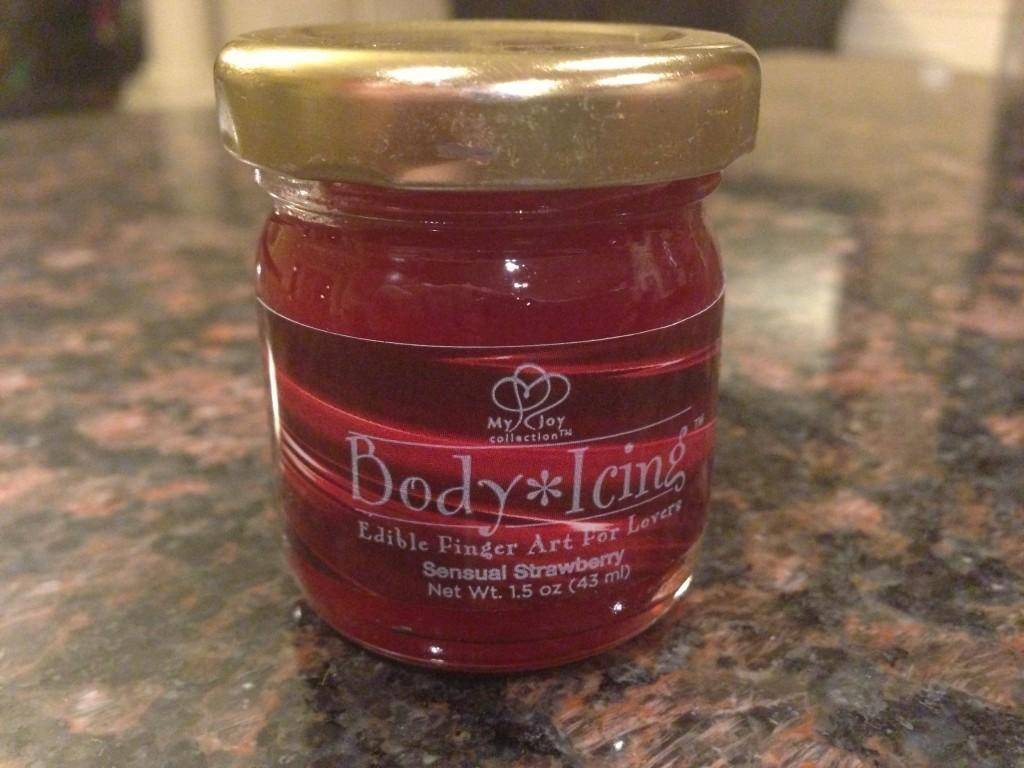 My Joy
collection™
Body*Icing™
Edible Finger Art For Lovers
Sensual Strawberry
Net Wt. 1.5 oz (43 ml)